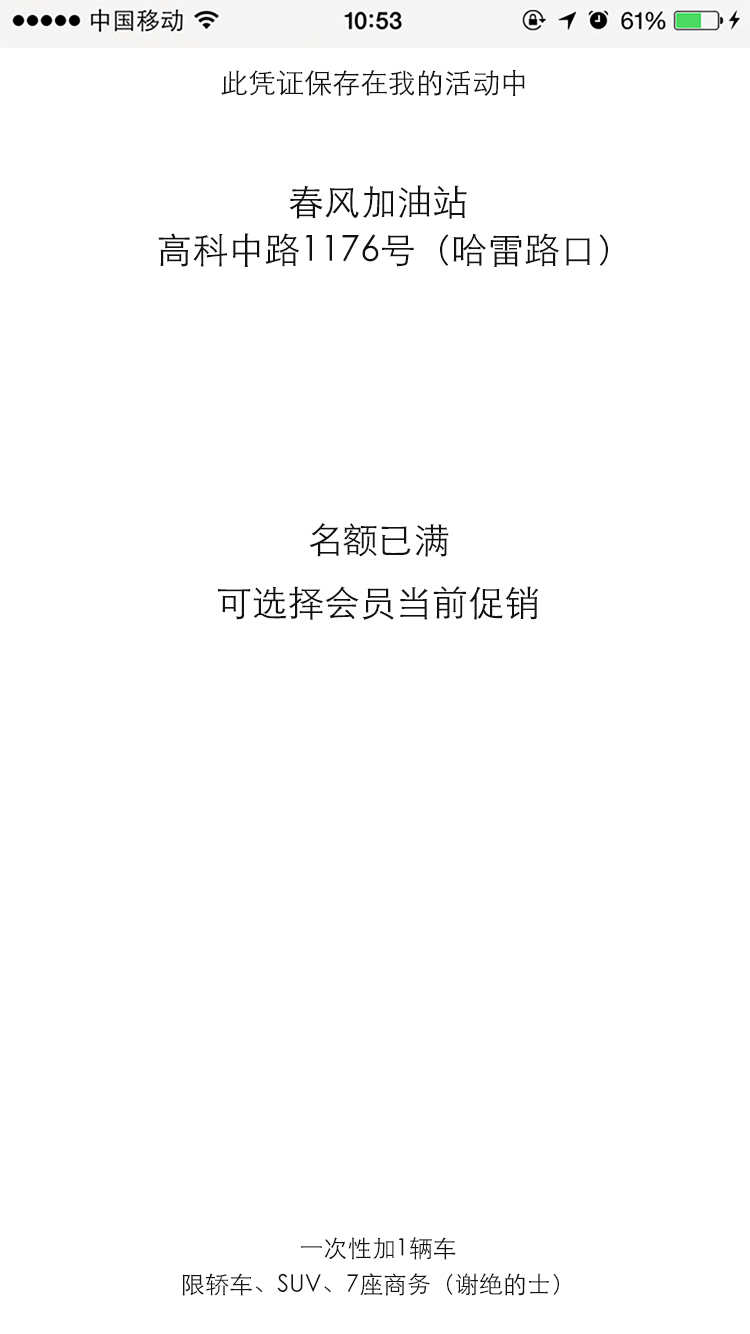 中国移动 10:53 61%
此凭证保存在我的活动中
春风加油站
高科中路1176号（哈雷路口）
名额已满
可选择会员当前促销
一次性加1辆车
限轿车、SUV、7座商务（谢绝的士）